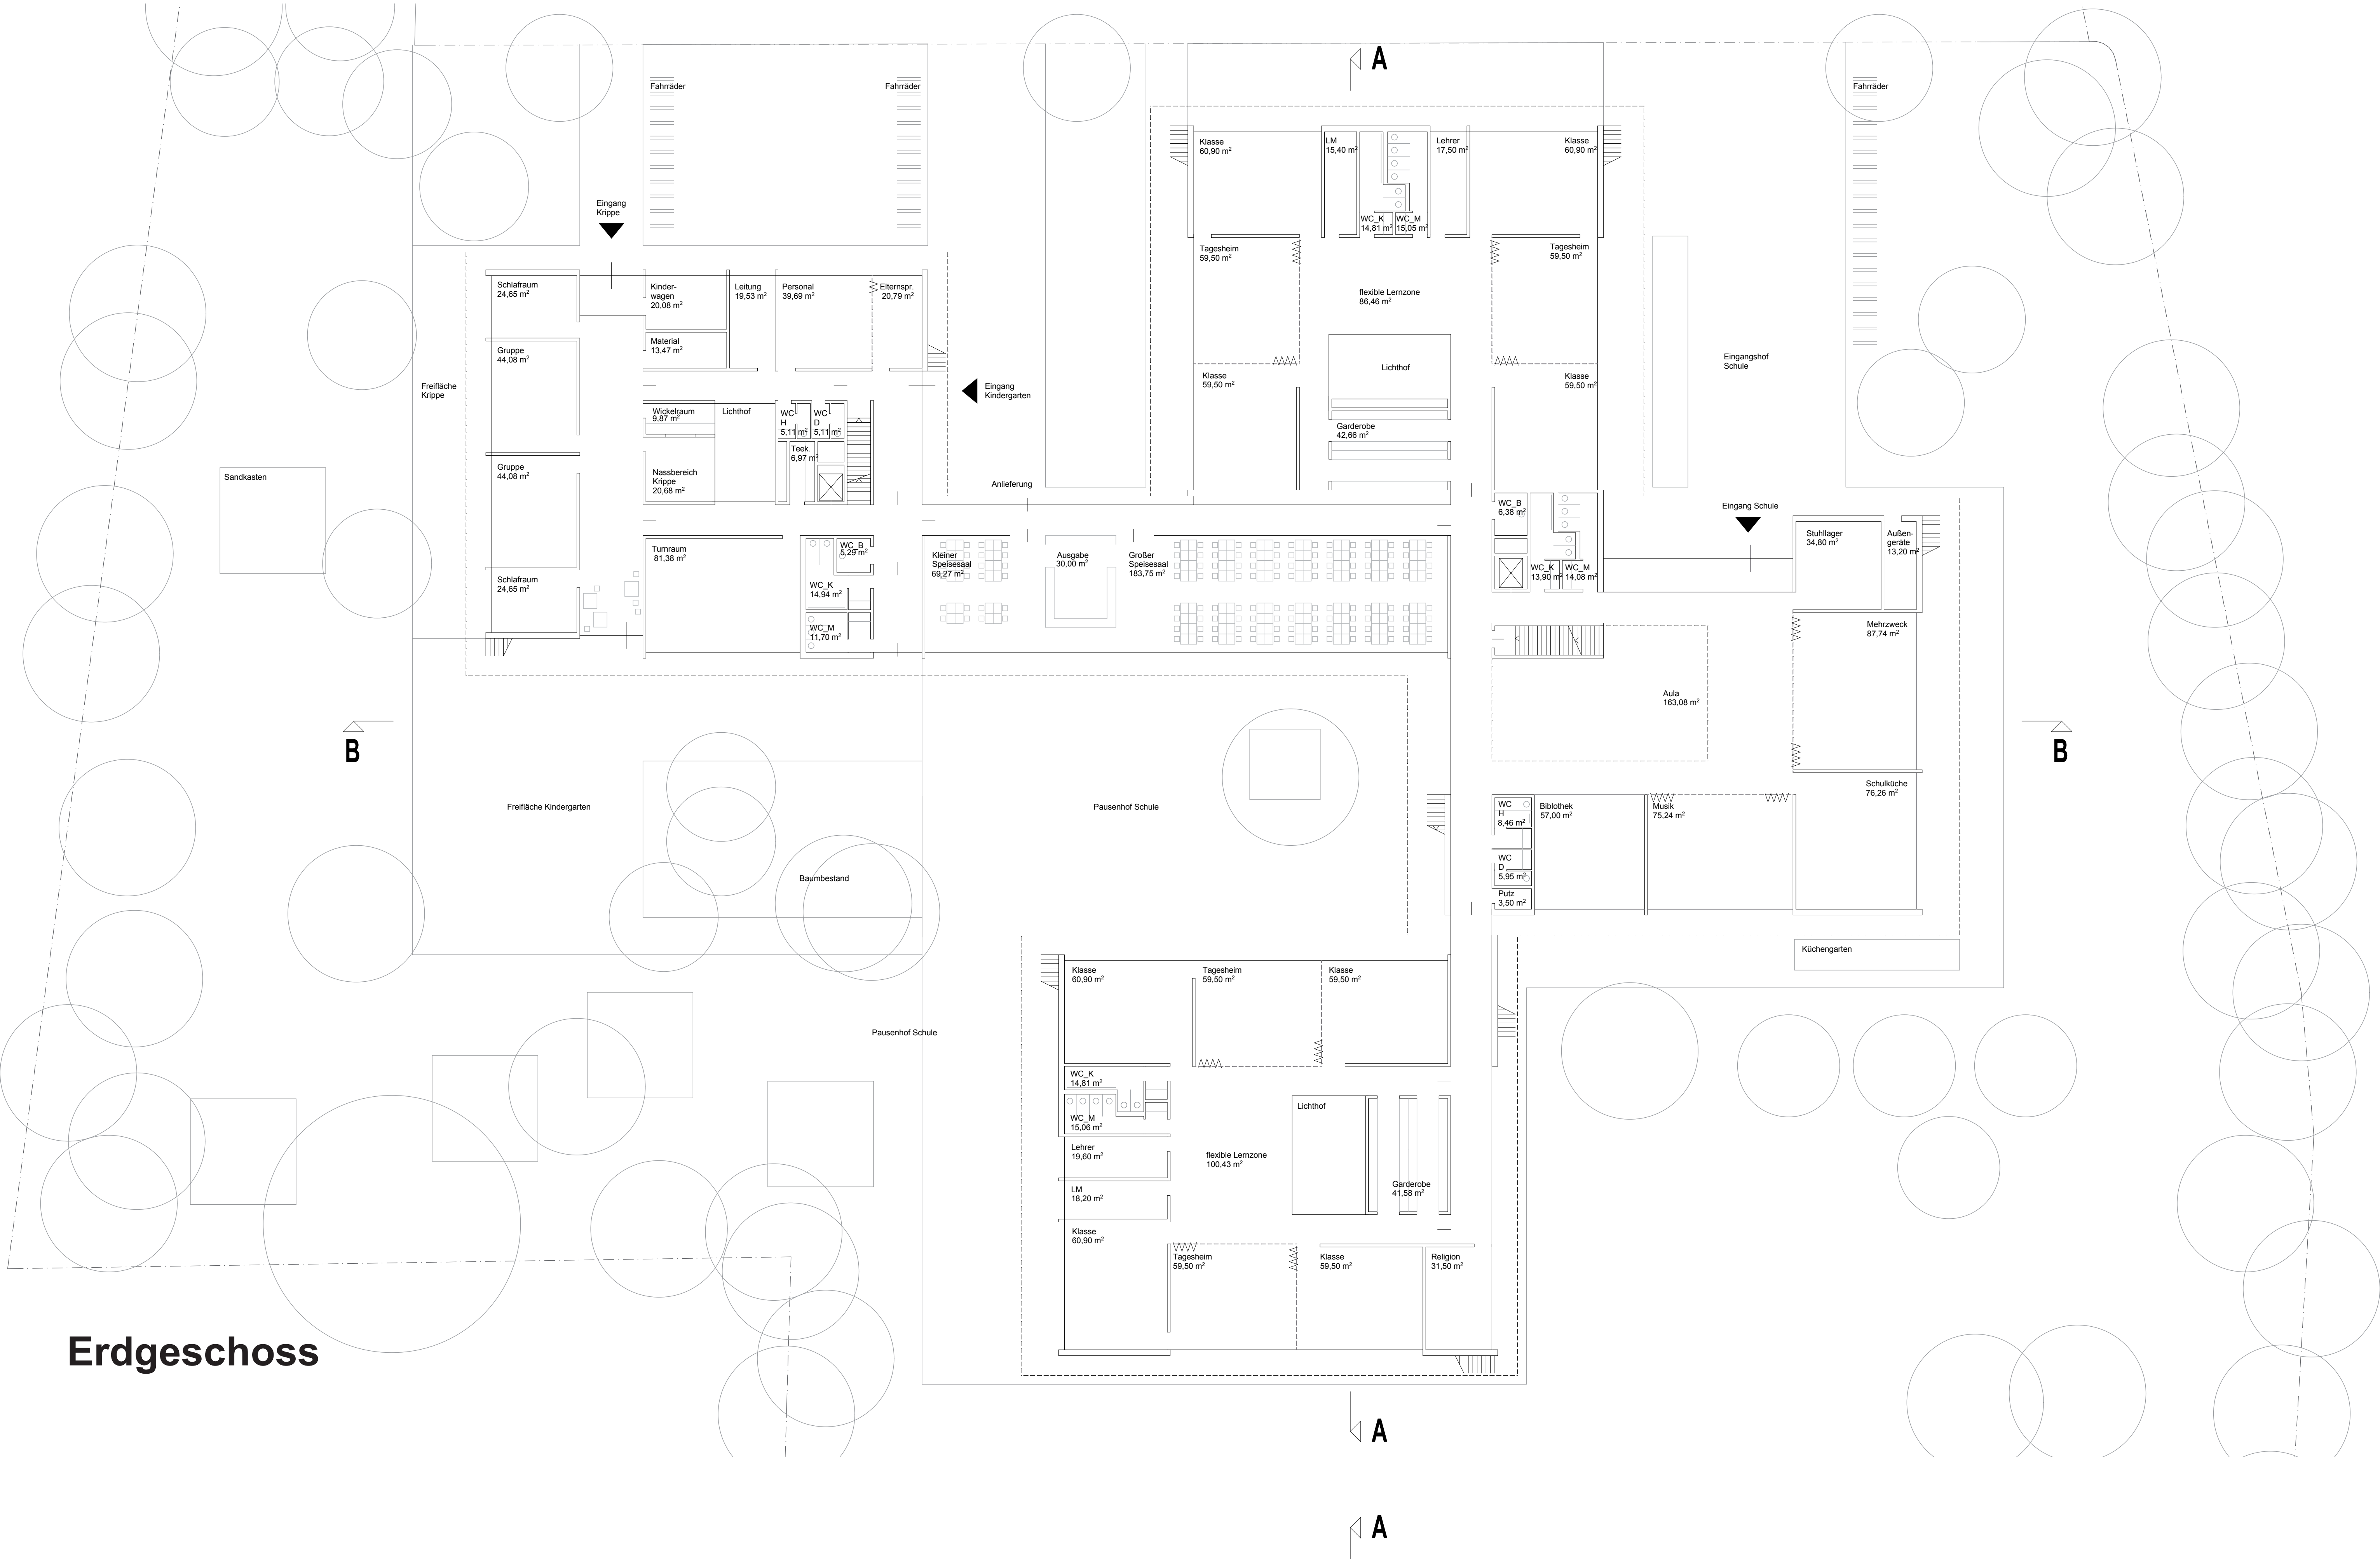 A
Fahrräder
Fahrräder
Fahrräder
Klasse
60,90 m²
LM
15,40 m²
Lehrer
17,50 m²
Klasse
60,90 m²
WC_K
14,81 m²
WC_M
15,05 m²
Eingang
Krippe
Tagesheim
59,50 m²
Tagesheim
59,50 m²
flexible Lernzone
86,46 m²
Schlafraum
24,65 m²
Kinder-
wagen
20,08 m²
Leitung
19,53 m²
Personal
39,69 m²
Elternspr.
20,79 m²
Material
13,47 m²
Gruppe
44,08 m²
Freifläche
Krippe
Eingang
Kindergarten
Lichthof
Klasse
59,50 m²
Klasse
59,50 m²
Eingangshof
Schule
Wickelraum
9,87 m²
Lichthof
WC
H
5,11 m²
WC
D
5,11 m²
Teek.
6,97 m²
Garderobe
42,66 m²
Sandkasten
Gruppe
44,08 m²
Nassbereich
Krippe
20,68 m²
Anlieferung
WC_B
6,38 m²
Eingang Schule
Stuhllager
34,80 m²
Außen-
geräte
13,20 m²
Turnraum
81,38 m²
WC_B
5,29 m²
Kleiner
Speisesaal
69,27 m²
Ausgabe
30,00 m²
Großer
Speisesaal
183,75 m²
WC_K
13,90 m²
WC_M
14,08 m²
Schlafraum
24,65 m²
WC_K
14,94 m²
WC_M
11,70 m²
Mehrzweck
87,74 m²
Aula
163,08 m²
B
B
Freifläche Kindergarten
Pausenhof Schule
WC
H
8,46 m²
Biblothek
57,00 m²
Musik
75,24 m²
Schulküche
76,26 m²
WC
D
5,95 m²
Putz
3,50 m²
Baumbestand
Küchengarten
Klasse
60,90 m²
Tagesheim
59,50 m²
Klasse
59,50 m²
Pausenhof Schule
WC_K
14,81 m²
WC_M
15,06 m²
Lichthof
Lehrer
19,60 m²
flexible Lernzone
100,43 m²
LM
18,20 m²
Garderobe
41,58 m²
Klasse
60,90 m²
Tagesheim
59,50 m²
Klasse
59,50 m²
Religion
31,50 m²
Erdgeschoss
A
A